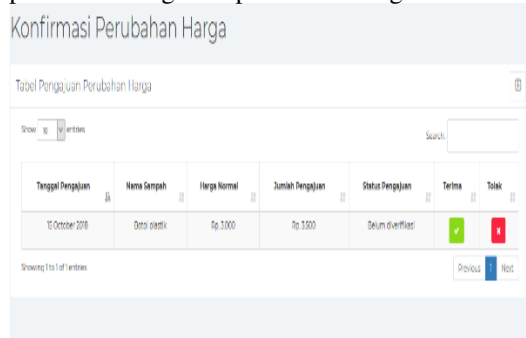 Konfirmasi Perubahan Harga
Tabel Pengajuan Perubahan Harga
Show 10 entries
Search:
Tanggal Pengajuan Nama Sampah Harga Normal Jumlah Pengajuan Status Pengajuan Terima Tolak
15 October 2018 Botol plastik Rp. 3.000 Rp. 3.500 Belum diverifikasi
Showing 1 to 1 of 1 entries
Previous 1 Next